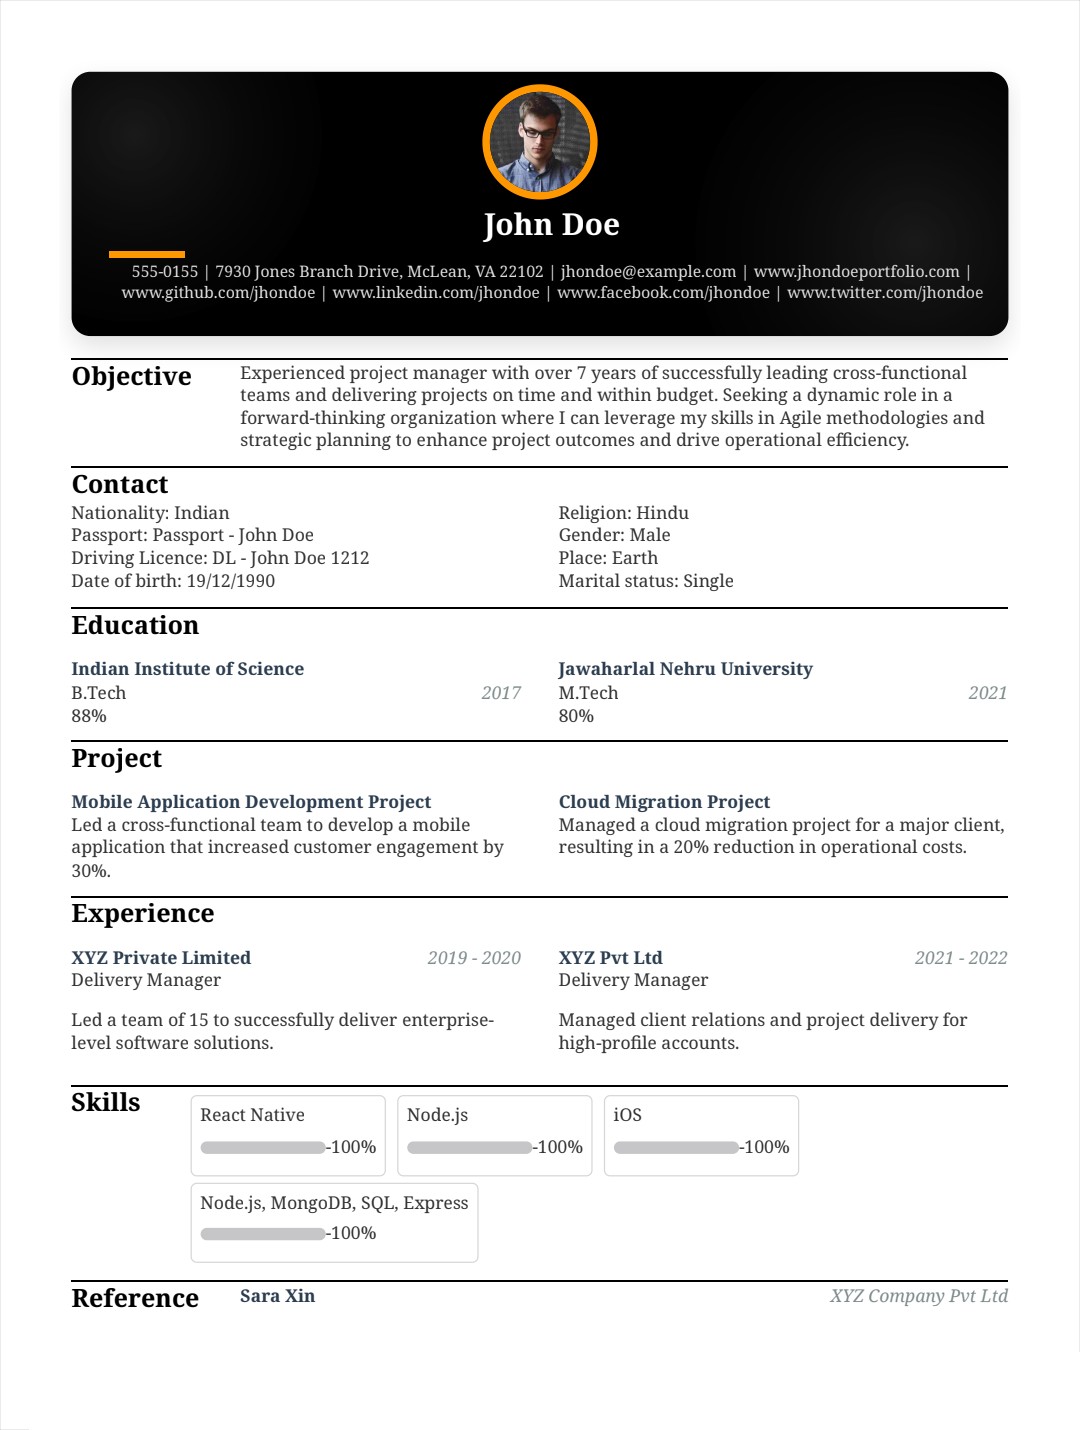 John Doe
555-0155 | 7930 Jones Branch Drive, McLean, VA 22102 | jhondoe@example.com | www.jhondoeportfolio.com |
www.github.com/jhondoe | www.linkedin.com/jhondoe | www.facebook.com/jhondoe | www.twitter.com/jhondoe
Objective
Experienced project manager with over 7 years of successfully leading cross-functional
teams and delivering projects on time and within budget. Seeking a dynamic role in a
forward-thinking organization where I can leverage my skills in Agile methodologies and
strategic planning to enhance project outcomes and drive operational efficiency.
Contact
Nationality: Indian
Passport: Passport - John Doe
Driving Licence: DL - John Doe 1212
Date of birth: 19/12/1990
Religion: Hindu
Gender: Male
Place: Earth
Marital status: Single
Education
Indian Institute of Science
B.Tech 2017
88%
Jawaharlal Nehru University
M.Tech 2021
80%
Project
Mobile Application Development Project
Led a cross-functional team to develop a mobile
application that increased customer engagement by
30%.
Cloud Migration Project
Managed a cloud migration project for a major client,
resulting in a 20% reduction in operational costs.
Experience
XYZ Private Limited 2019 - 2020
Delivery Manager
Led a team of 15 to successfully deliver enterprise-
level software solutions.
XYZ Pvt Ltd 2021 - 2022
Delivery Manager
Managed client relations and project delivery for
high-profile accounts.
Skills
React Native
-100%
Node.js
-100%
iOS
-100%
Node.js, MongoDB, SQL, Express
-100%
Reference
Sara Xin XYZ Company Pvt Ltd